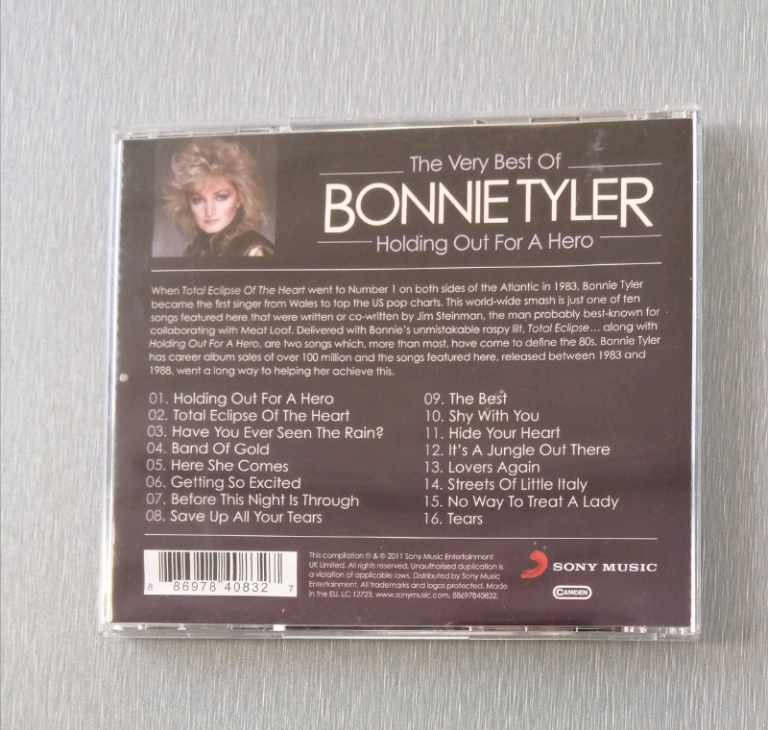 The Very Best Of
BONNIE TYLER
Holding Out For A Hero
When Total Eclipse Of The Heart went to Number 1 on both sides of the Atlantic in 1983, Bonnie Tyler
became the first singer from Wales to top the US pop charts. This world-wide smash is just one of ten
songs featured here that were written or co-written by Jim Steinman, the man probably best-known for
collaborating with Meat Loaf. Delivered with Bonnie's unmistakable raspy lilt, Total Eclipse... along with
Holding Out For A Hero, are two songs which, more than most, have come to define the 80s. Bonnie Tyler
has career album sales of over 100 million and the songs featured here, released between 1983 and
1988, went a long way to helping her achieve this.
01. Holding Out For A Hero
02. Total Eclipse Of The Heart
03. Have You Ever Seen The Rain?
04. Band Of Gold
05. Here She Comes
06. Getting So Excited
07. Before This Night Is Through
08. Save Up All Your Tears
09. The Best
10. Shy With You
11. Hide Your Heart
12. It's A Jungle Out There
13. Lovers Again
14. Streets Of Little Italy
15. No Way To Treat A Lady
16. Tears
8 86978 40832 7
This compilation ℗ & © 2011 Sony Music Entertainment
UK Limited. All rights reserved. Unauthorised duplication is
a violation of applicable laws. Distributed by Sony Music
Entertainment. All trademarks and logos protected. Made
in the EU. LC 12723. www.sonymusic.com. 88697840832.
SONY MUSIC
CAMDEN